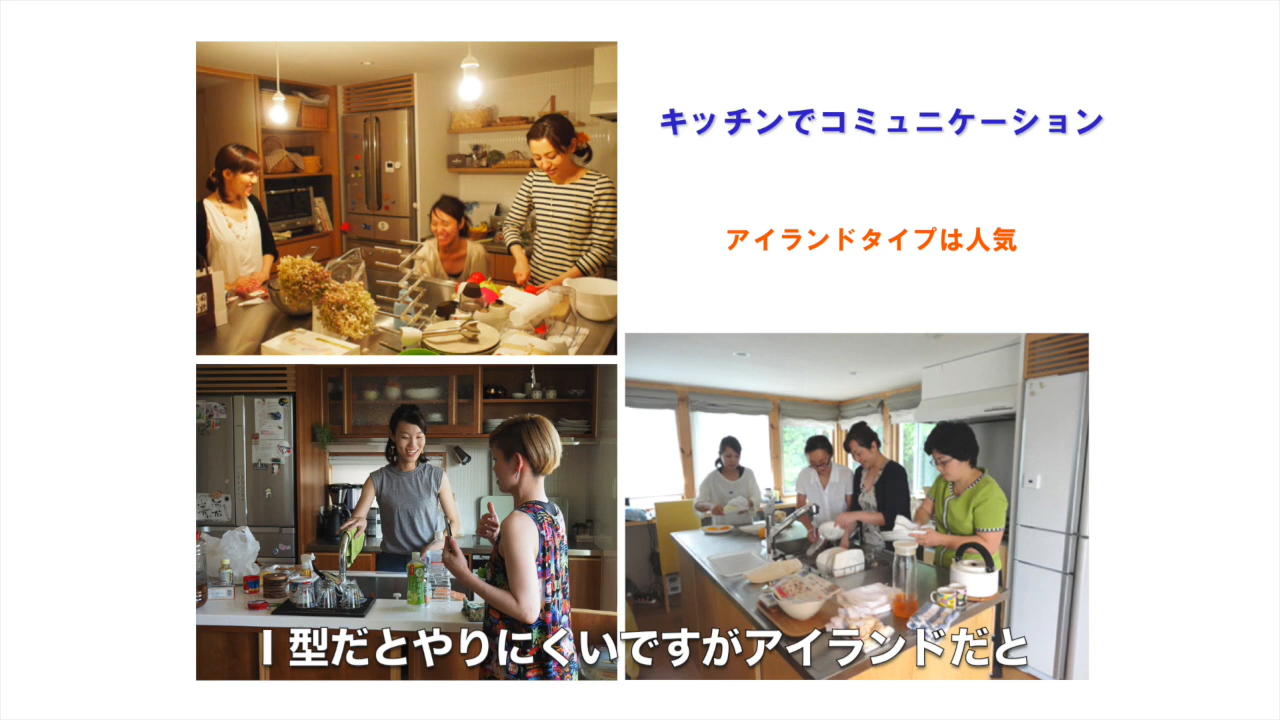 キッチンでコミュニケーション
アイランドタイプは人気
I 型だとやりにくいですがアイランドだと